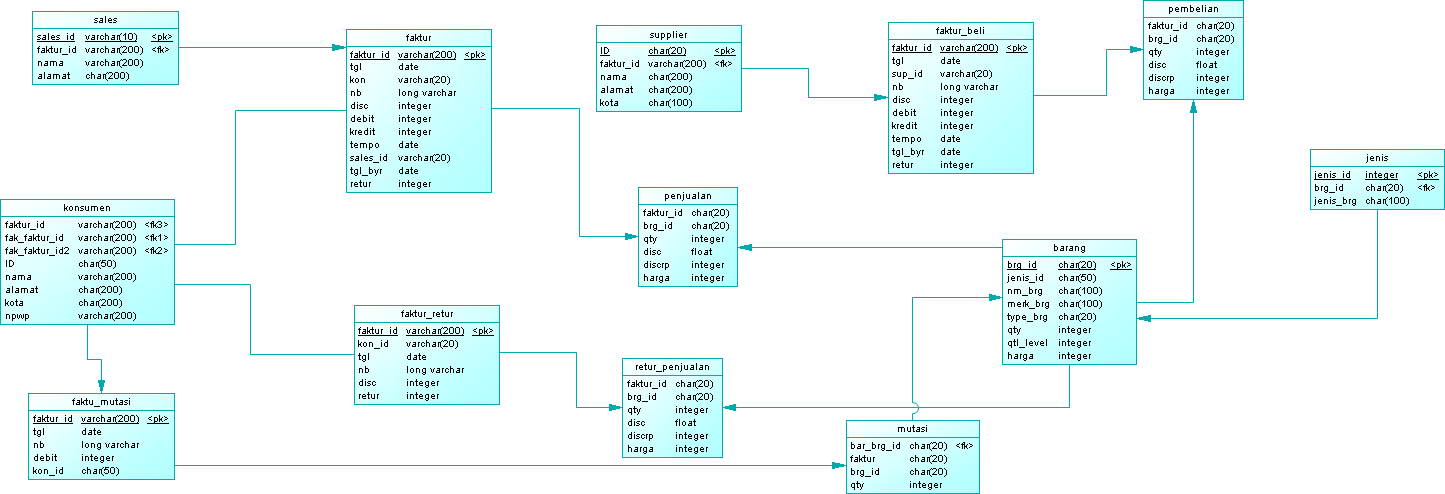 sales
sales_id varchar(10) <pk>
faktur_id varchar(200) <fk>
nama varchar(200)
alamat char(200)
faktur
faktur_id varchar(200) <pk>
tgl date
kon varchar(20)
nb long varchar
disc integer
debit integer
kredit integer
tempo date
sales_id varchar(20)
tgl_byr date
retur integer
supplier
ID char(20) <pk>
faktur_id varchar(200) <fk>
nama char(200)
alamat char(200)
kota char(100)
faktur_beli
faktur_id varchar(200) <pk>
tgl date
sup_id varchar(20)
nb long varchar
disc integer
debit integer
kredit integer
tempo date
tgl_byr date
retur integer
pembelian
faktur_id char(20)
brg_id char(20)
qty integer
disc float
discrp integer
harga integer
jenis
jenis_id integer <pk>
brg_id char(20) <fk>
jenis_brg char(100)
konsumen
faktur_id varchar(200) <fk3>
fak_faktur_id varchar(200) <fk1>
fak_faktur_id2 varchar(200) <fk2>
ID char(50)
nama varchar(200)
alamat char(200)
kota char(200)
npwp varchar(200)
penjualan
faktur_id char(20)
brg_id char(20)
qty integer
disc float
discrp integer
harga integer
barang
brg_id char(20) <pk>
jenis_id char(50)
nm_brg char(100)
merk_brg char(100)
type_brg char(20)
qty integer
qtl_level integer
harga integer
faktur_retur
faktur_id varchar(200) <pk>
kon_id varchar(20)
tgl date
nb long varchar
disc integer
retur integer
retur_penjualan
faktur_id char(20)
brg_id char(20)
qty integer
disc float
discrp integer
harga integer
faktu_mutasi
faktur_id varchar(200) <pk>
tgl date
nb long varchar
debit integer
kon_id char(50)
mutasi
bar_brg_id char(20) <fk>
faktur char(20)
brg_id char(20)
qty integer